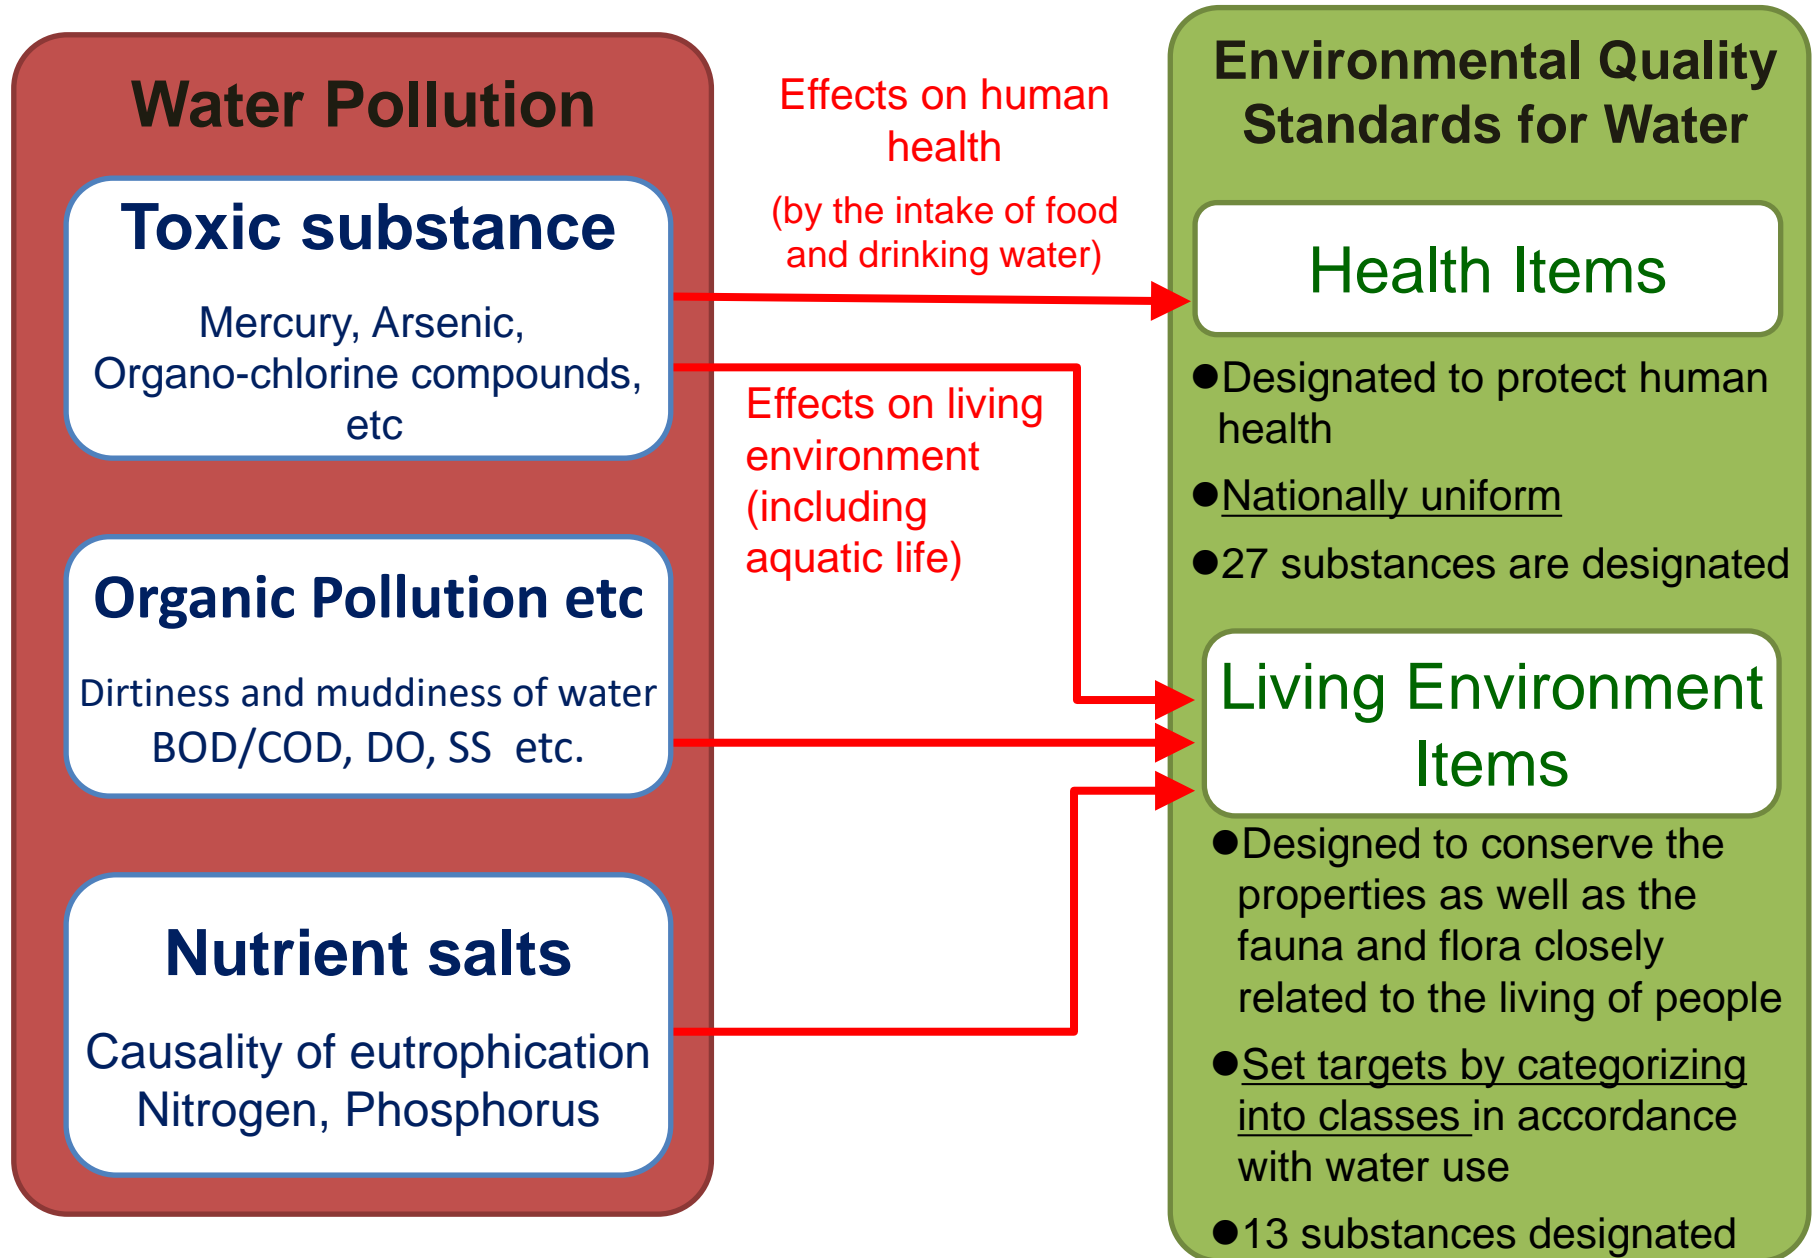 Water Pollution
Toxic substance
Mercury, Arsenic,
Organo-chlorine compounds,
etc
Organic Pollution etc
Dirtiness and muddiness of water
BOD/COD, DO, SS etc.
Nutrient salts
Causality of eutrophication
Nitrogen, Phosphorus
Effects on human
health
(by the intake of food
and drinking water)
Effects on living
environment
(including
aquatic life)
Environmental Quality
Standards for Water
Health Items
●Designated to protect human
health
●Nationally uniform
●27 substances are designated
Living Environment
Items
●Designed to conserve the
properties as well as the
fauna and flora closely
related to the living of people
●Set targets by categorizing
into classes in accordance
with water use
●13 substances designated